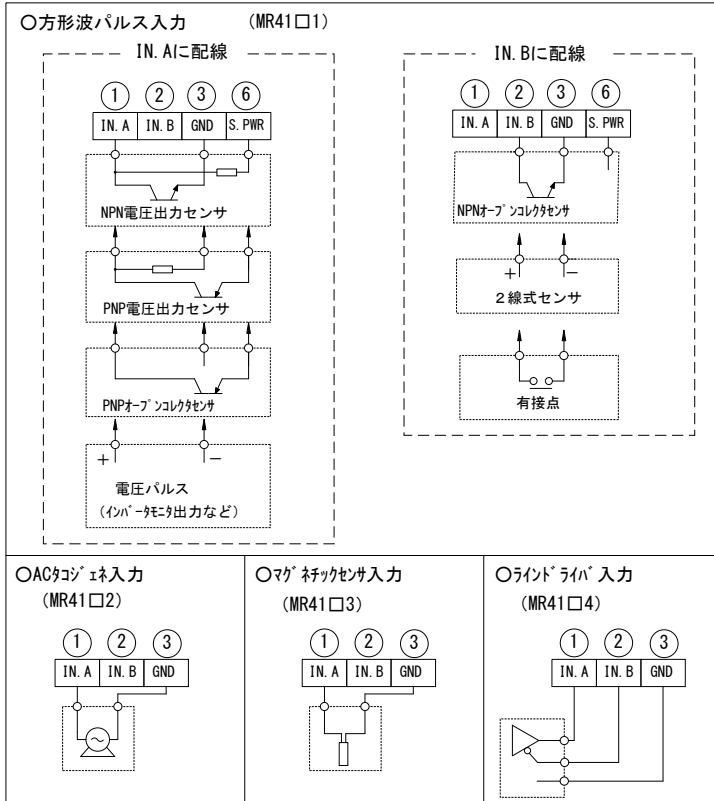 ○方形波パルス入力 (MR41□1)
IN.Aに配線
① ② ③ ⑥
IN.A IN.B GND S.PWR
NPN電圧出力センサ
PNP電圧出力センサ
PNPオープンコレクタセンサ
+ −
電圧パルス
(インバータモニタ出力など)
IN.Bに配線
① ② ③ ⑥
IN.A IN.B GND S.PWR
NPNオープンコレクタセンサ
+ −
2線式センサ
有接点
○ACタコジェネ入力
(MR41□2)
① ② ③
IN.A IN.B GND
○マグネチックセンサ入力
(MR41□3)
① ② ③
IN.A IN.B GND
○ラインドライバ入力
(MR41□4)
① ② ③
IN.A IN.B GND